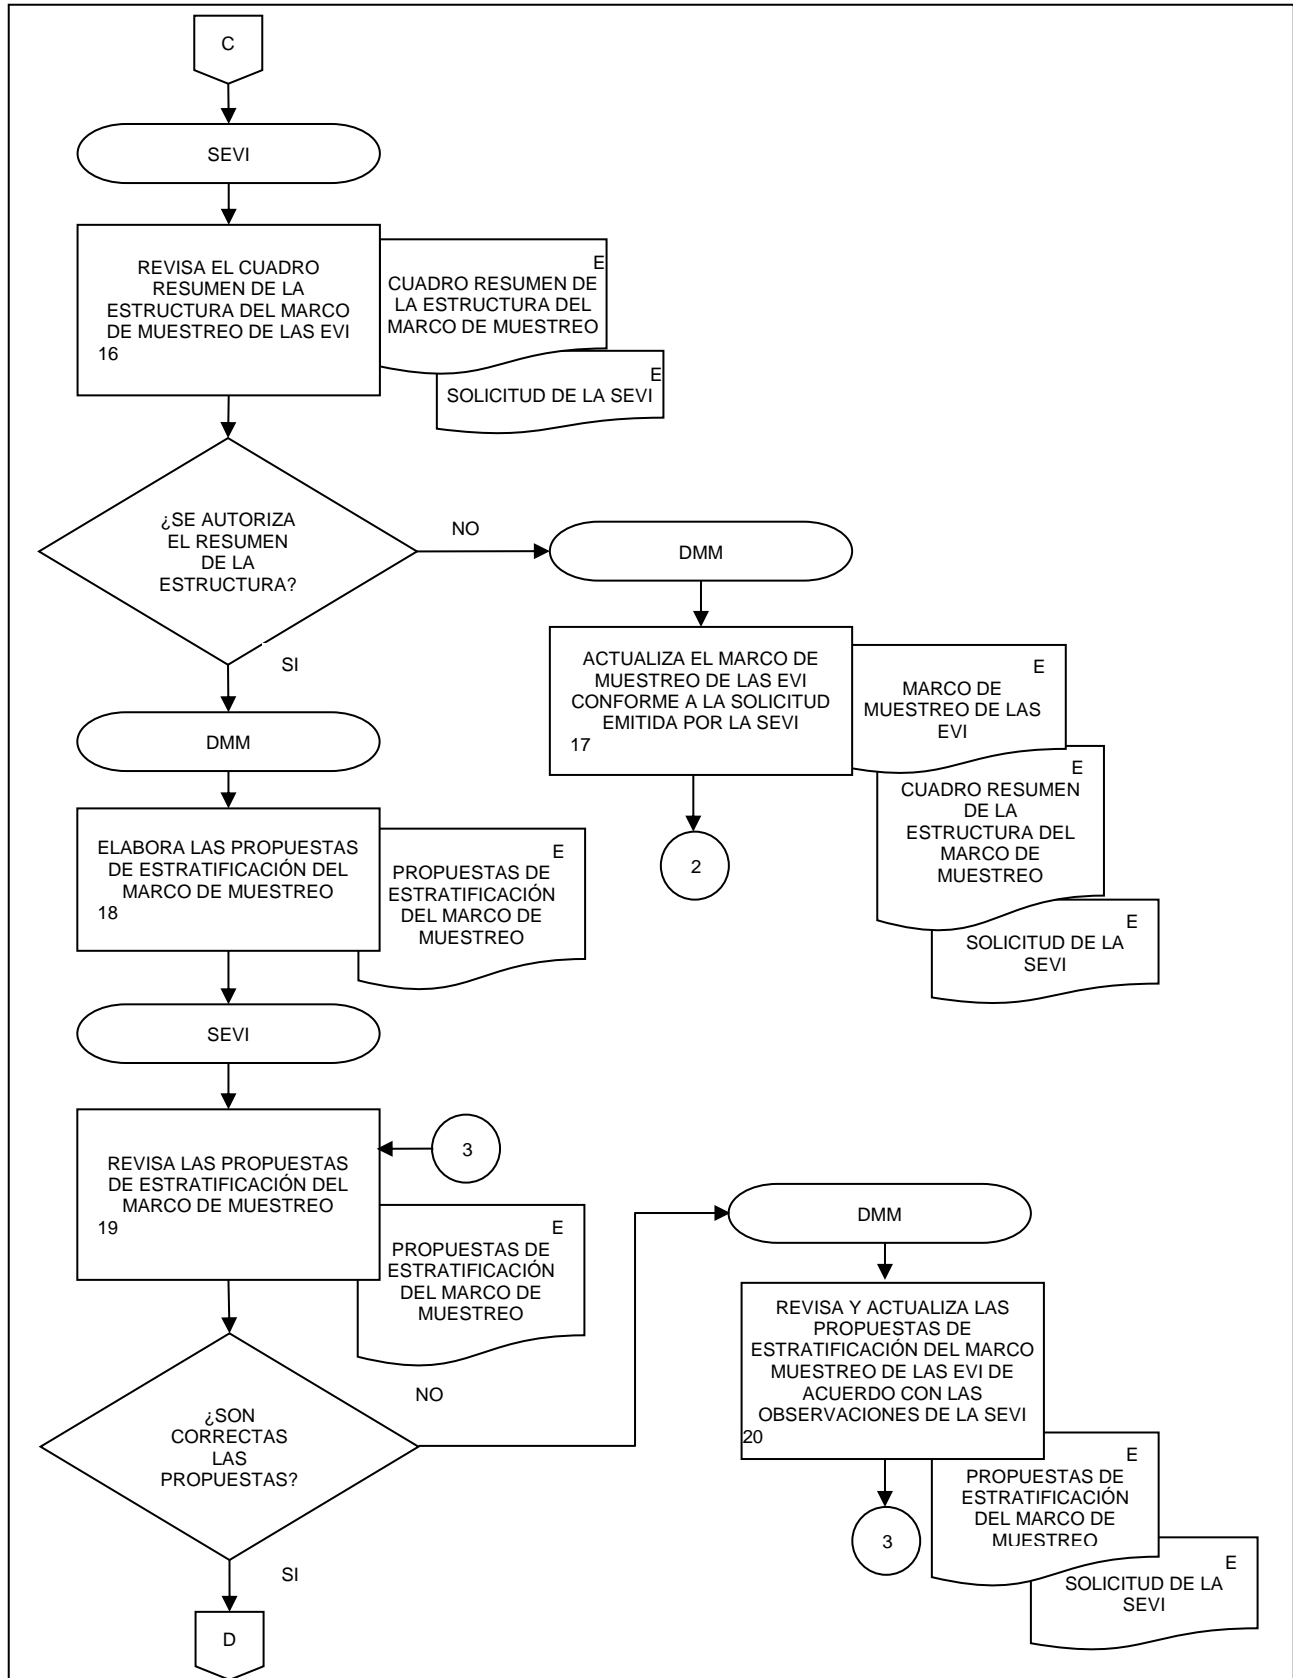 C
SEVI
REVISA EL CUADRO
RESUMEN DE LA
ESTRUCTURA DEL MARCO
DE MUESTREO DE LAS EVI
16
E
CUADRO RESUMEN DE
LA ESTRUCTURA DEL
MARCO DE MUESTREO
E
SOLICITUD DE LA SEVI
¿SE AUTORIZA
EL RESUMEN
DE LA
ESTRUCTURA?
NO
SI
DMM
ACTUALIZA EL MARCO DE
MUESTREO DE LAS EVI
CONFORME A LA SOLICITUD
EMITIDA POR LA SEVI
17
E
MARCO DE
MUESTREO DE LAS
EVI
E
CUADRO RESUMEN
DE LA
ESTRUCTURA DEL
MARCO DE
MUESTREO
E
SOLICITUD DE LA
SEVI
2
DMM
ELABORA LAS PROPUESTAS
DE ESTRATIFICACIÓN DEL
MARCO DE MUESTREO
18
E
PROPUESTAS DE
ESTRATIFICACIÓN
DEL MARCO DE
MUESTREO
SEVI
3
REVISA LAS PROPUESTAS
DE ESTRATIFICACIÓN DEL
MARCO DE MUESTREO
19
E
PROPUESTAS DE
ESTRATIFICACIÓN
DEL MARCO DE
MUESTREO
¿SON
CORRECTAS
LAS
PROPUESTAS?
NO
SI
DMM
REVISA Y ACTUALIZA LAS
PROPUESTAS DE
ESTRATIFICACIÓN DEL MARCO
MUESTREO DE LAS EVI DE
ACUERDO CON LAS
OBSERVACIONES DE LA SEVI
20
E
PROPUESTAS DE
ESTRATIFICACIÓN
DEL MARCO DE
MUESTREO
E
SOLICITUD DE LA
SEVI
3
D